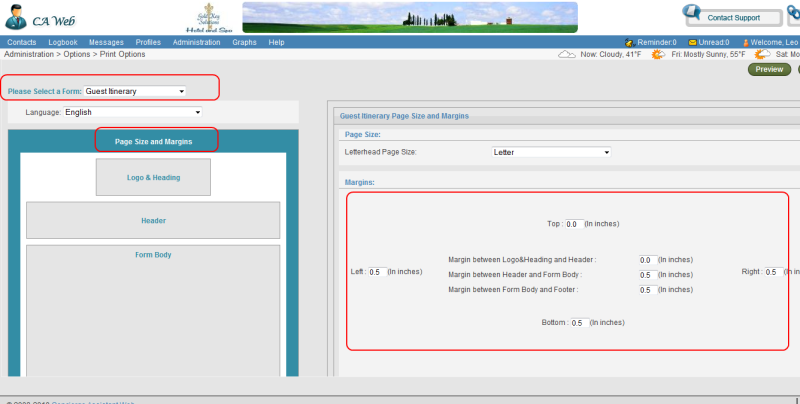 CA Web
Gold Key
Solutions
Hotel and Spa
Contact Support
Contacts Logbook Messages Profiles Administration Graphs Help
Reminder:0 Unread:0 Welcome, Leo
Administration > Options > Print Options
Now: Cloudy, 41°F Fri: Mostly Sunny, 55°F Sat: Mo
Preview
Please Select a Form: Guest Itinerary
Language: English
Guest Itinerary Page Size and Margins
Page Size and Margins
Page Size:
Letterhead Page Size: Letter
Logo & Heading
Margins:
Header
Top : 0.0 (In inches)
Form Body
Margin between Logo&Heading and Header : 0.0 (In inches)
Left : 0.5 (In inches)
Right : 0.5 (In in
Margin between Header and Form Body : 0.5 (In inches)
Margin between Form Body and Footer : 0.5 (In inches)
Bottom : 0.5 (In inches)